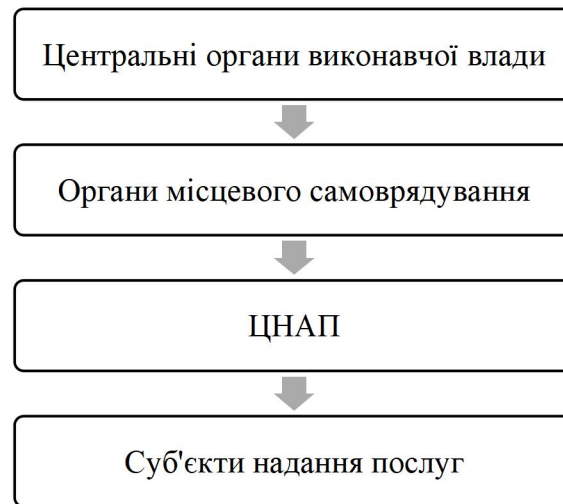 Центральні органи виконавчої влади
Органи місцевого самоврядування
ЦНАП
Суб'єкти надання послуг